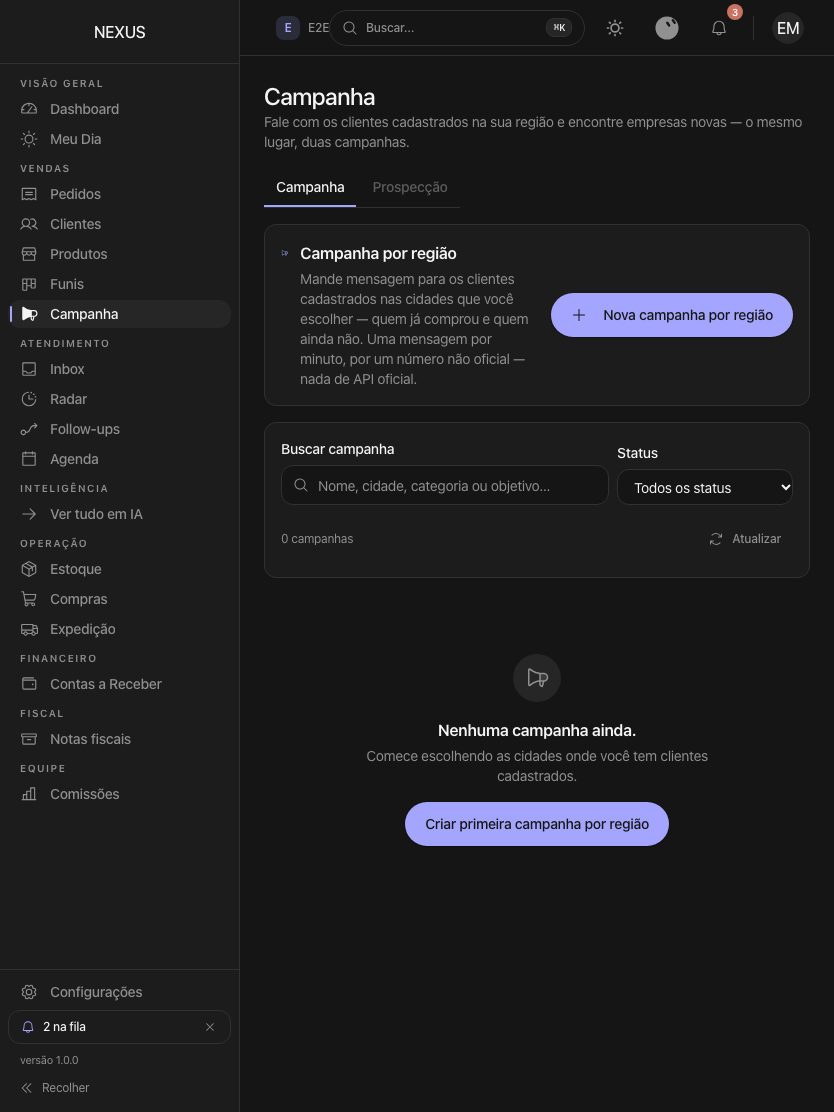 NEXUS
VISÃO GERAL
Dashboard
Meu Dia
VENDAS
Pedidos
Clientes
Produtos
Funis
Campanha
ATENDIMENTO
Inbox
Radar
Follow-ups
Agenda
INTELIGÊNCIA
Ver tudo em IA
OPERAÇÃO
Estoque
Compras
Expedição
FINANCEIRO
Contas a Receber
FISCAL
Notas fiscais
EQUIPE
Comissões
Configurações
2 na fila
versão 1.0.0
Recolher
E E2E Buscar... ⌘K 3 EM
Campanha
Fale com os clientes cadastrados na sua região e encontre empresas novas — o mesmo
lugar, duas campanhas.
Campanha Prospecção
Campanha por região
Mande mensagem para os clientes
cadastrados nas cidades que você
escolher — quem já comprou e quem
ainda não. Uma mensagem por
minuto, por um número não oficial —
nada de API oficial.
Nova campanha por região
Buscar campanha
Nome, cidade, categoria ou objetivo...
Status
Todos os status
0 campanhas
Atualizar
Nenhuma campanha ainda.
Comece escolhendo as cidades onde você tem clientes
cadastrados.
Criar primeira campanha por região